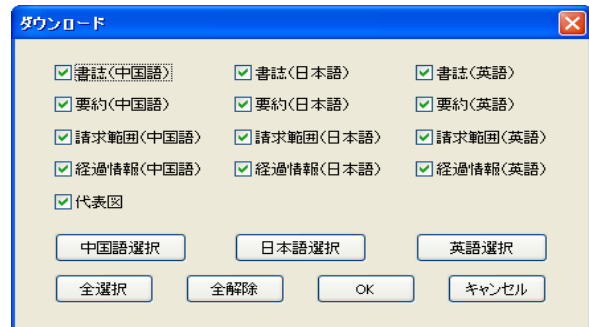 ダウンロード
書誌(中国語) 書誌(日本語) 書誌(英語)
要約(中国語) 要約(日本語) 要約(英語)
請求範囲(中国語) 請求範囲(日本語) 請求範囲(英語)
経過情報(中国語) 経過情報(日本語) 経過情報(英語)
代表図
中国語選択 日本語選択 英語選択
全選択 全解除 OK キャンセル